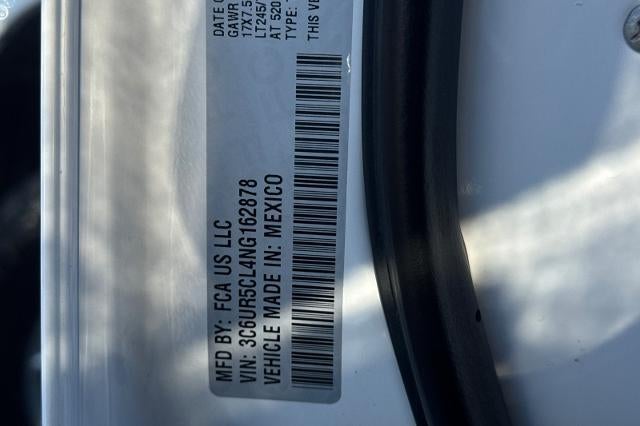 DATE O
GAWR
17X7.5
LT245/
AT 520
TYPE:
THIS VE
MFD BY: FCA US LLC
VIN: 3C6UR5CL4NG162878
VEHICLE MADE IN: MEXICO